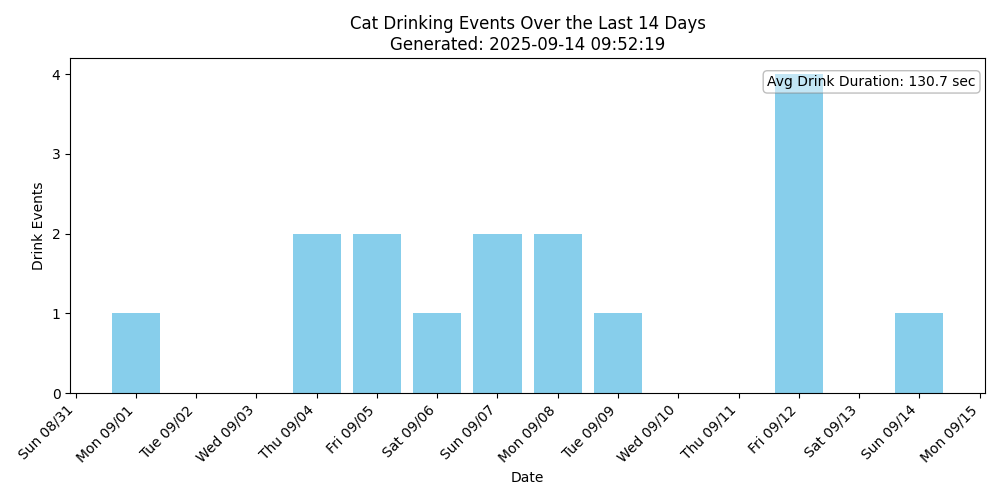 Cat Drinking Events Over the Last 14 Days
Generated: 2025-09-14 09:52:19
Avg Drink Duration: 130.7 sec
Drink Events
4
3
2
1
0
Sun 08/31
Mon 09/01
Tue 09/02
Wed 09/03
Thu 09/04
Fri 09/05
Sat 09/06
Sun 09/07
Mon 09/08
Tue 09/09
Wed 09/10
Thu 09/11
Fri 09/12
Sat 09/13
Sun 09/14
Mon 09/15
Date